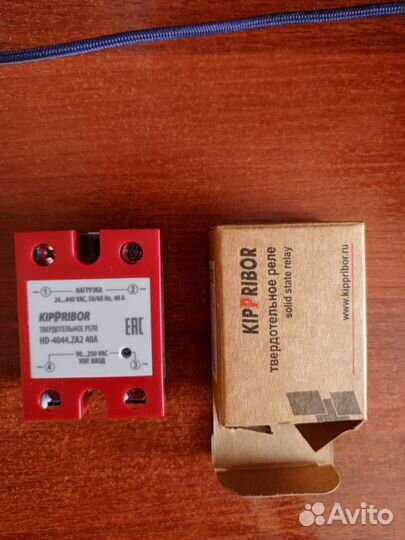 ~ 1
НАГРУЗКА
2 ~
24...440 VAC, 50/60 Hz, 40 A
KIPPRIBOR
ТВЕРДОТЕЛЬНОЕ РЕЛЕ
HD-4044.ZA2 40A
EAC
90...250 VAC
УПР. ВХОД
~ 4
3 ~
KIPPRIBOR
твердотельное реле
solid state relay
www.kippribor.ru
Avito